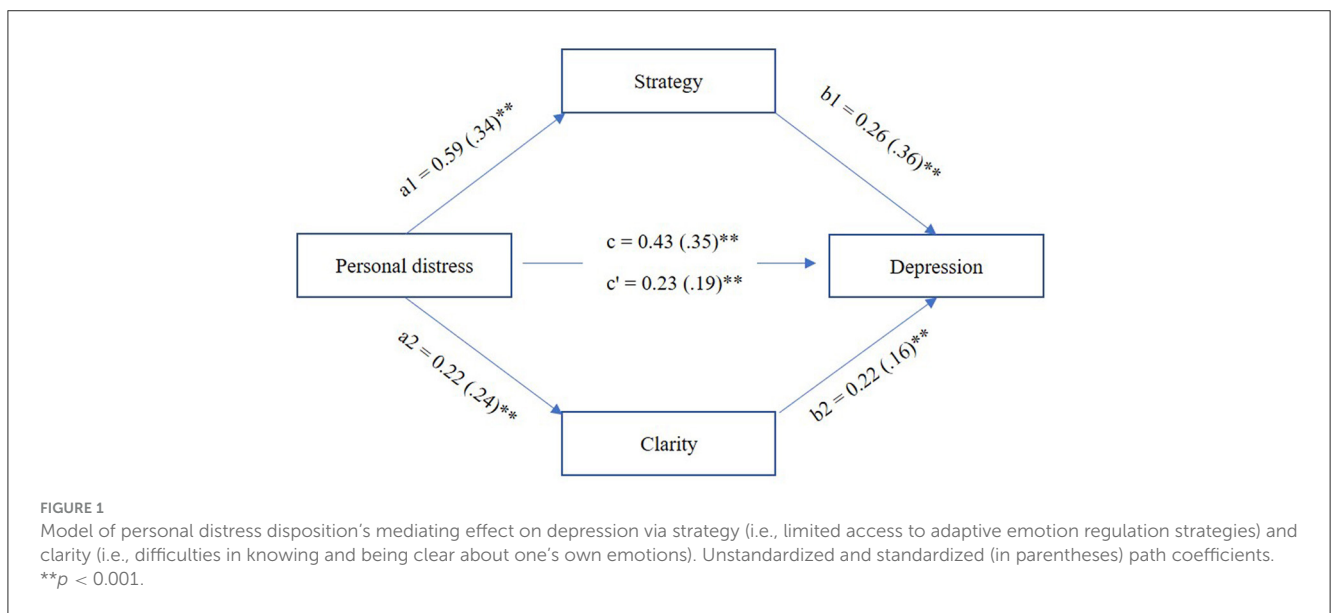 Strategy
a1 = 0.59 (.34)**
b1 = 0.26 (.36)**
Personal distress
c = 0.43 (.35)**
c' = 0.23 (.19)**
Depression
a2 = 0.22 (.24)**
b2 = 0.22 (.16)**
Clarity
FIGURE 1
Model of personal distress disposition’s mediating effect on depression via strategy (i.e., limited access to adaptive emotion regulation strategies) and
clarity (i.e., difficulties in knowing and being clear about one’s own emotions). Unstandardized and standardized (in parentheses) path coefficients.
**p < 0.001.